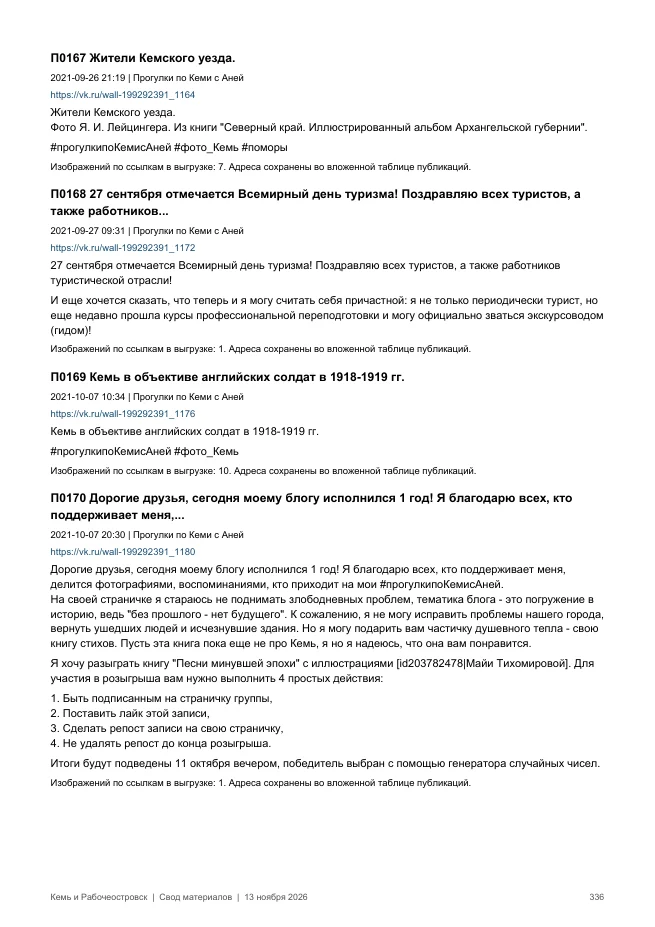 П0167 Жители Кемского уезда.
2021-09-26 21:19 | Прогулки по Кеми с Аней
https://vk.ru/wall-199292391_1164
Жители Кемского уезда.
Фото Я. И. Лейцингера. Из книги "Северный край. Иллюстрированный альбом Архангельской губернии".
#прогулкипоКемисАней #фото_Кемь #поморы
Изображений по ссылкам в выгрузке: 7. Адреса сохранены во вложенной таблице публикаций.
П0168 27 сентября отмечается Всемирный день туризма! Поздравляю всех туристов, а
также работников...
2021-09-27 09:31 | Прогулки по Кеми с Аней
https://vk.ru/wall-199292391_1172
27 сентября отмечается Всемирный день туризма! Поздравляю всех туристов, а также работников
туристической отрасли!
И еще хочется сказать, что теперь и я могу считать себя причастной: я не только периодически турист, но
еще недавно прошла курсы профессиональной переподготовки и могу официально зваться экскурсоводом
(гидом)!
Изображений по ссылкам в выгрузке: 1. Адреса сохранены во вложенной таблице публикаций.
П0169 Кемь в объективе английских солдат в 1918-1919 гг.
2021-10-07 10:34 | Прогулки по Кеми с Аней
https://vk.ru/wall-199292391_1176
Кемь в объективе английских солдат в 1918-1919 гг.
#прогулкипоКемисАней #фото_Кемь
Изображений по ссылкам в выгрузке: 10. Адреса сохранены во вложенной таблице публикаций.
П0170 Дорогие друзья, сегодня моему блогу исполнился 1 год! Я благодарю всех, кто
поддерживает меня,...
2021-10-07 20:30 | Прогулки по Кеми с Аней
https://vk.ru/wall-199292391_1180
Дорогие друзья, сегодня моему блогу исполнился 1 год! Я благодарю всех, кто поддерживает меня,
делится фотографиями, воспоминаниями, кто приходит на мои #прогулкипоКемисАней.
На своей страничке я стараюсь не поднимать злободневных проблем, тематика блога - это погружение в
историю, ведь "без прошлого - нет будущего". К сожалению, я не могу исправить проблемы нашего города,
вернуть ушедших людей и исчезнувшие здания. Но я могу подарить вам частичку душевного тепла - свою
книгу стихов. Пусть эта книга пока еще не про Кемь, я но я надеюсь, что она вам понравится.
Я хочу разыграть книгу "Песни минувшей эпохи" с иллюстрациями [id203782478|Майи Тихомировой]. Для
участия в розыгрыша вам нужно выполнить 4 простых действия:
1. Быть подписанным на страничку группы,
2. Поставить лайк этой записи,
3. Сделать репост записи на свою страничку,
4. Не удалять репост до конца розыгрыша.
Итоги будут подведены 11 октября вечером, победитель выбран с помощью генератора случайных чисел.
Изображений по ссылкам в выгрузке: 1. Адреса сохранены во вложенной таблице публикаций.
Кемь и Рабочеостровск | Свод материалов | 13 ноября 2026 336